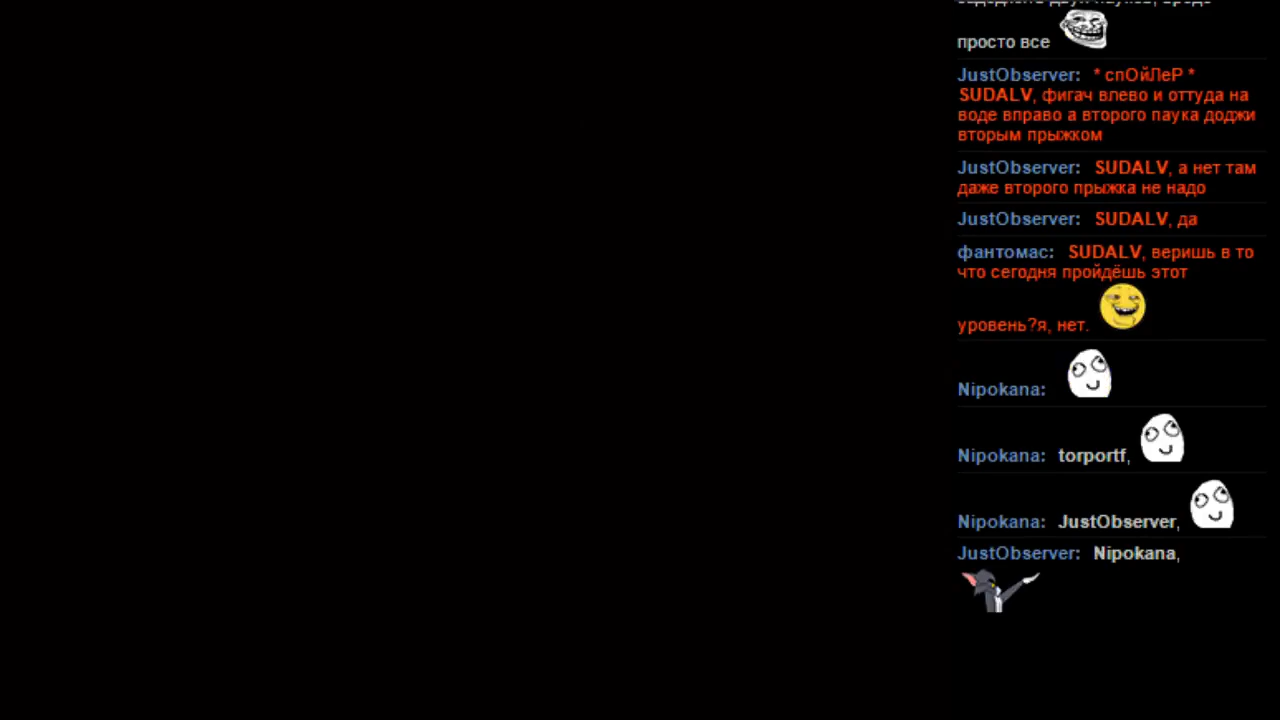 просто все
JustObserver: * спОйЛеР *
SUDALV, фигач влево и оттуда на
воде вправо а второго паука доджи
вторым прыжком
JustObserver: SUDALV, а нет там
даже второго прыжка не надо
JustObserver: SUDALV, да
фантомас: SUDALV, веришь в то
что сегодня пройдёшь этот
уровень?я, нет.
Nipokana:
Nipokana: torportf,
Nipokana: JustObserver,
JustObserver: Nipokana,